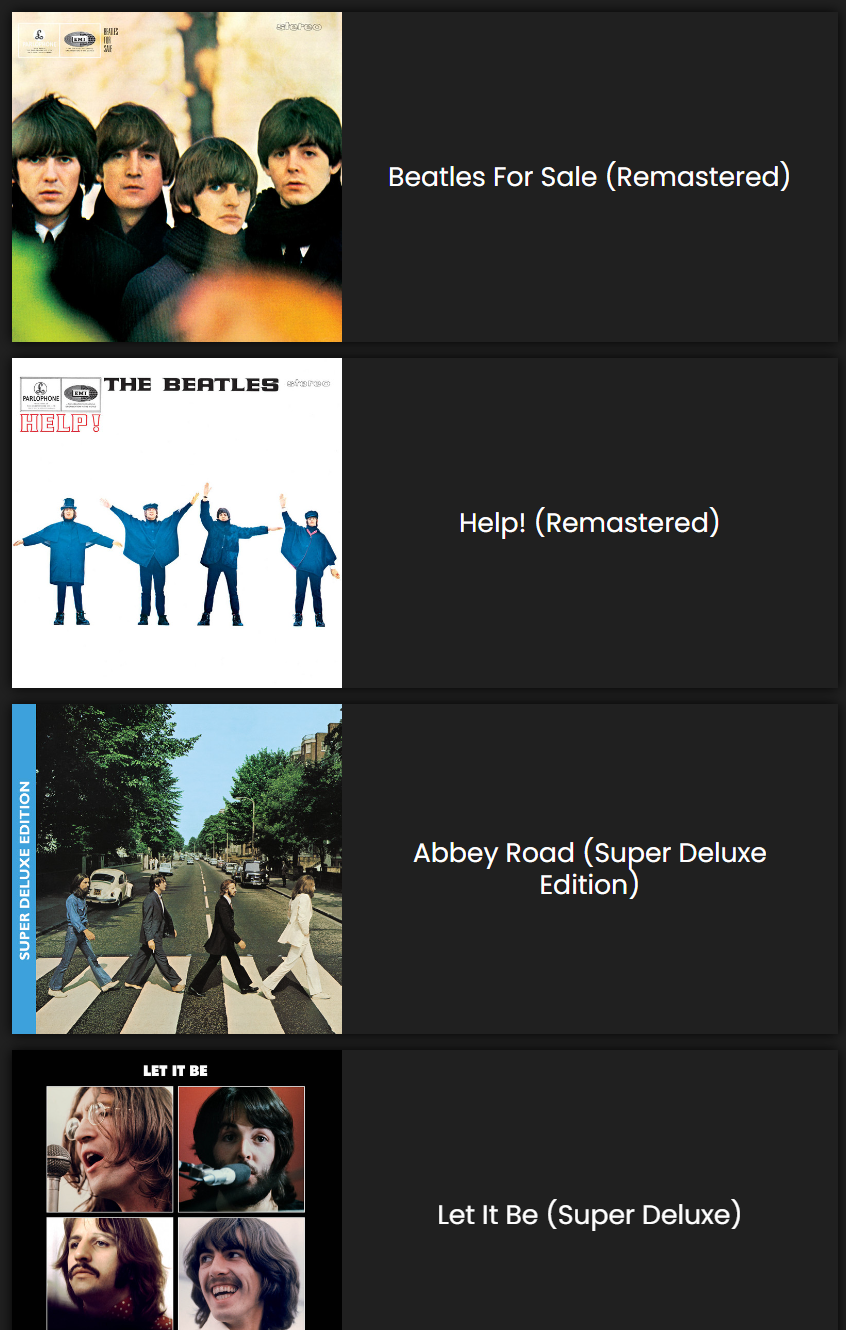 BEATLES
FOR
SALE
EMI
stereo
Beatles For Sale (Remastered)
THE BEATLES
stereo
PARLOPHONE
EMI
HELP!
Help! (Remastered)
SUPER DELUXE EDITION
Abbey Road (Super Deluxe
Edition)
LET IT BE
Let It Be (Super Deluxe)